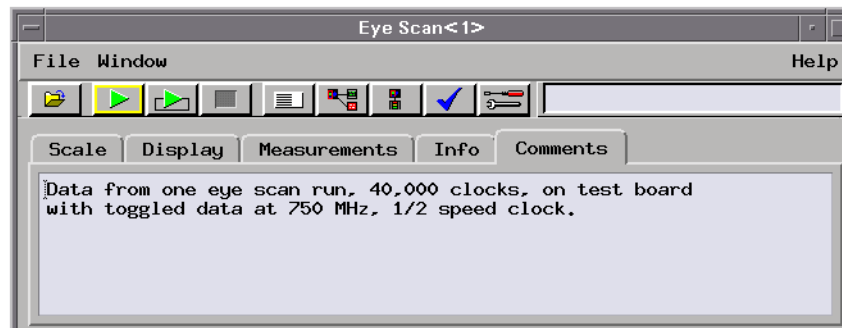 Eye Scan<1>
File Window Help
Scale Display Measurements Info Comments
Data from one eye scan run, 40,000 clocks, on test board
with toggled data at 750 MHz, 1/2 speed clock.